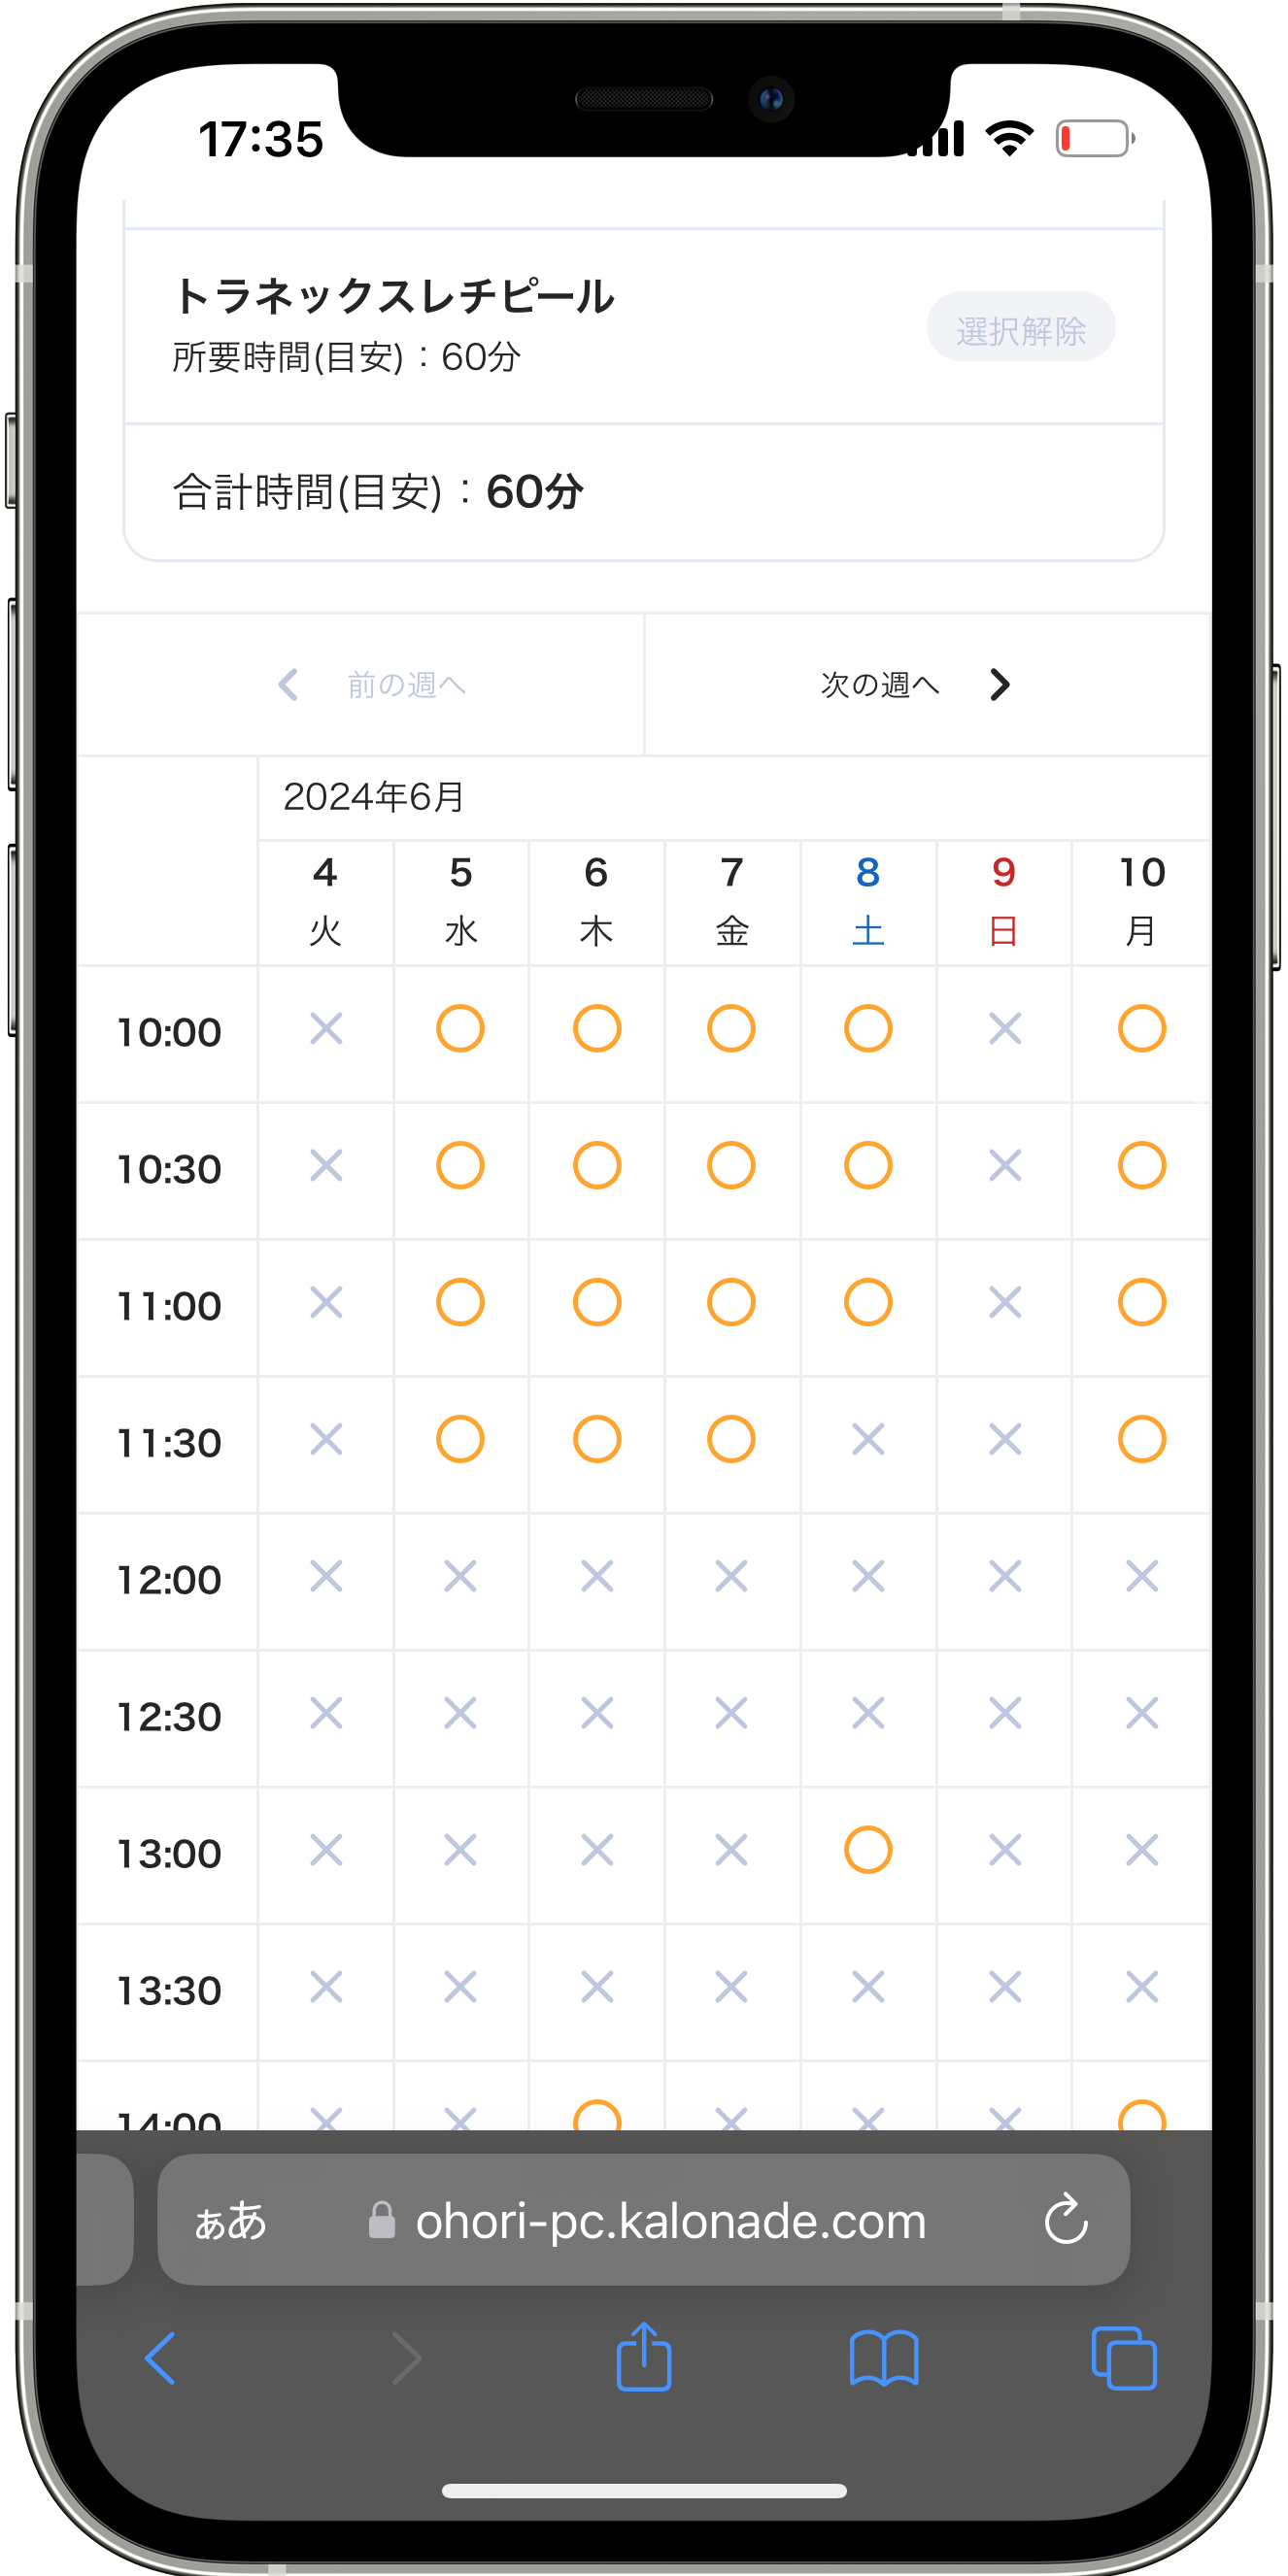 17:35
トラネックスレチピール
所要時間(目安)：60分
選択解除
合計時間(目安)：60分
前の週へ 次の週へ
2024年6月
4 5 6 7 8 9 10
火 水 木 金 土 日 月
10:00 × ○ ○ ○ ○ × ○
10:30 × ○ ○ ○ ○ × ○
11:00 × ○ ○ ○ ○ × ○
11:30 × ○ ○ ○ × × ○
12:00 × × × × × × ×
12:30 × × × × × × ×
13:00 × × × × ○ × ×
13:30 × × × × × × ×
14:00 × × ○ × × × ○
ぁあ ohori-pc.kalonade.com